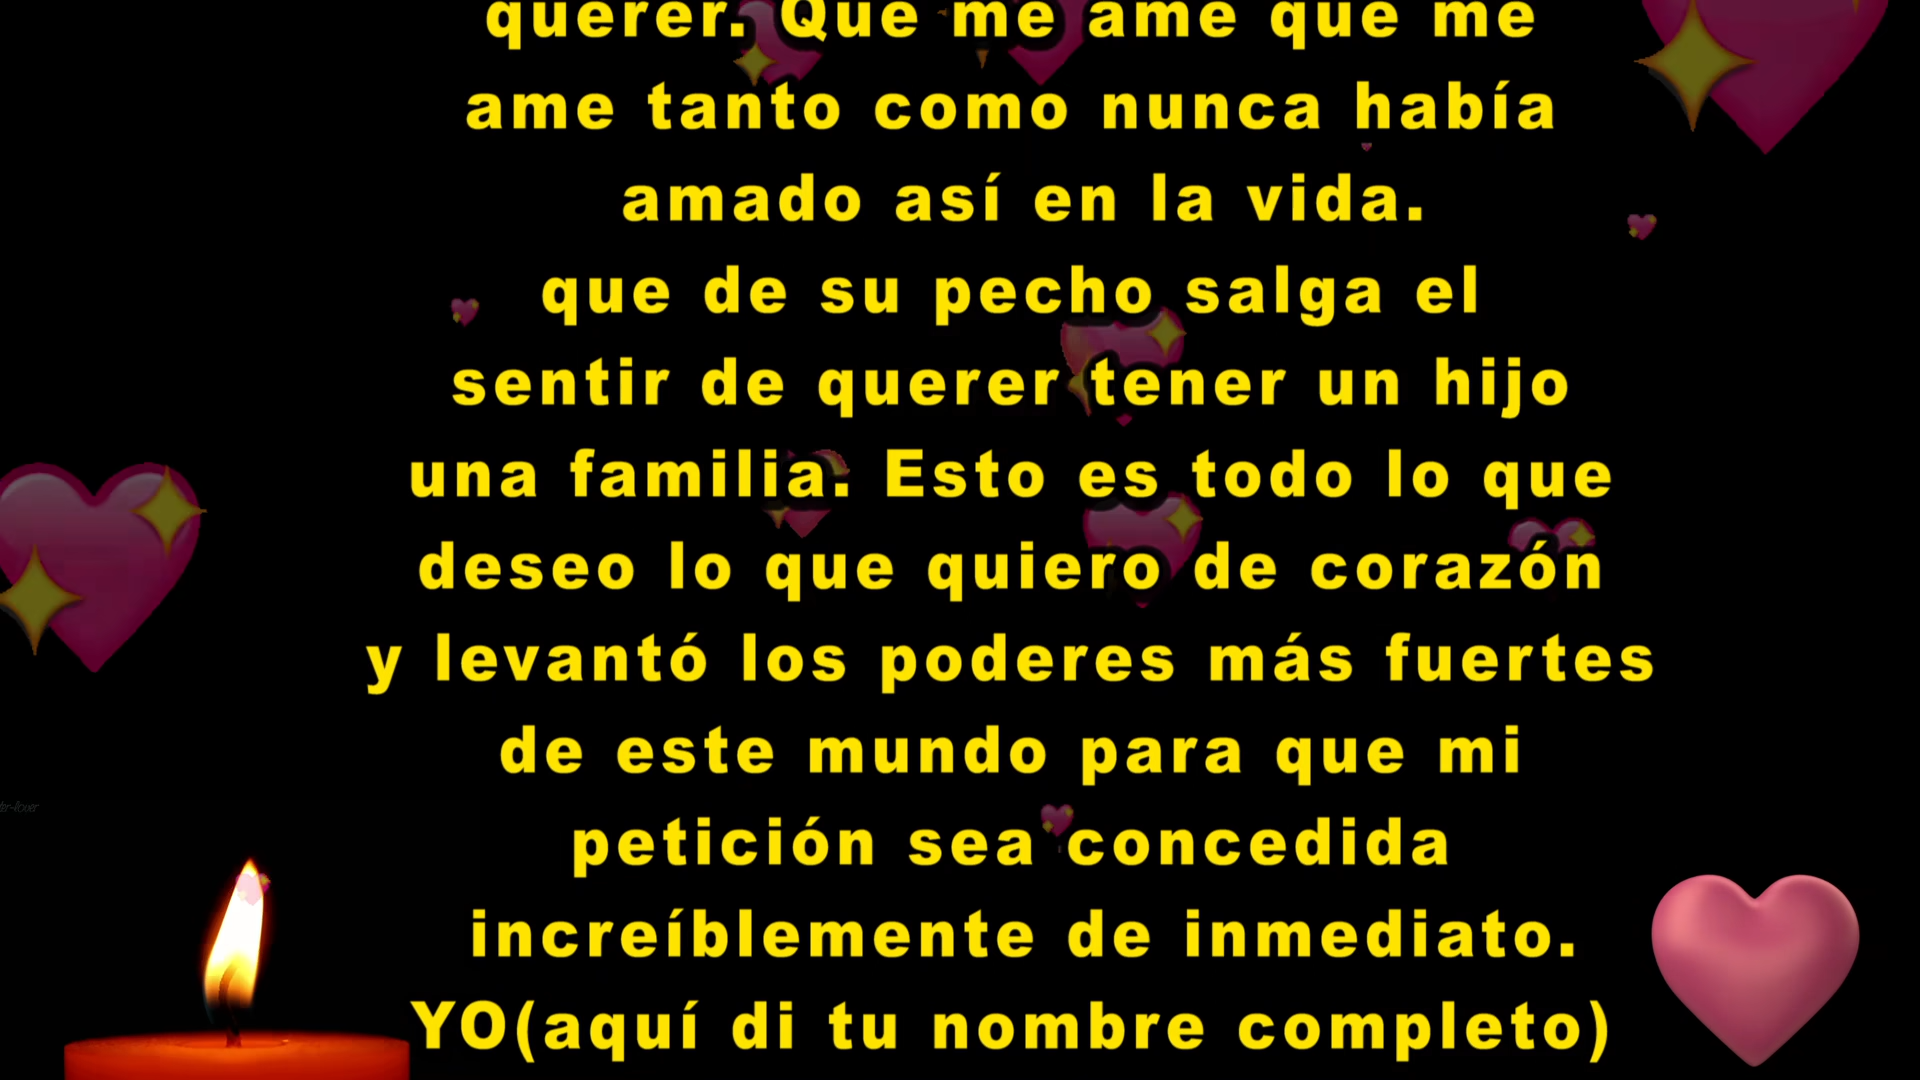 querer. Que me ame que me
ame tanto como nunca había
amado así en la vida.
que de su pecho salga el
sentir de querer tener un hijo
una familia. Esto es todo lo que
deseo lo que quiero de corazón
y levantó los poderes más fuertes
de este mundo para que mi
petición sea concedida
increíblemente de inmediato.
YO(aquí di tu nombre completo)